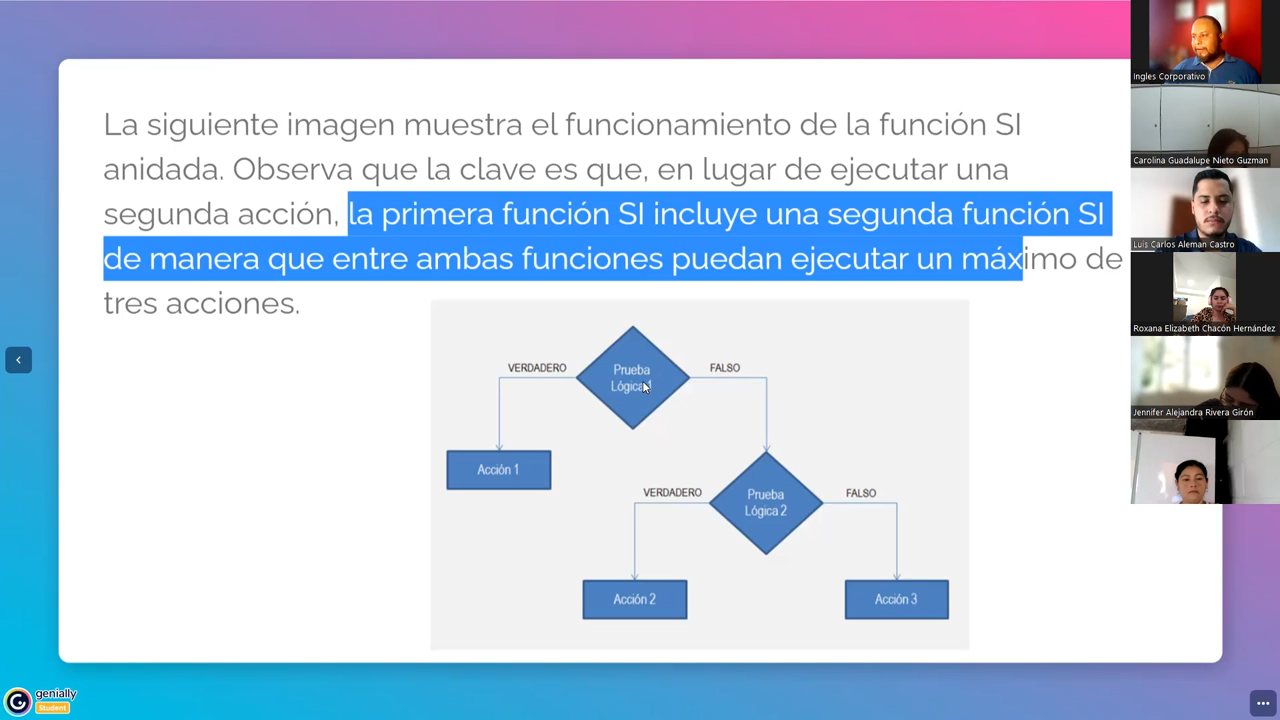 La siguiente imagen muestra el funcionamiento de la función SI
anidada. Observa que la clave es que, en lugar de ejecutar una
segunda acción, la primera función SI incluye una segunda función SI
de manera que entre ambas funciones puedan ejecutar un máximo de
tres acciones.
VERDADERO
Prueba
Lógica 1
FALSO
Acción 1
VERDADERO
Prueba
Lógica 2
FALSO
Acción 2
Acción 3
Ingles Corporativo
Carolina Guadalupe Nieto Guzman
Luis Carlos Aleman Castro
Roxana Elizabeth Chacón Hernández
Jennifer Alejandra Rivera Girón
genially
Student